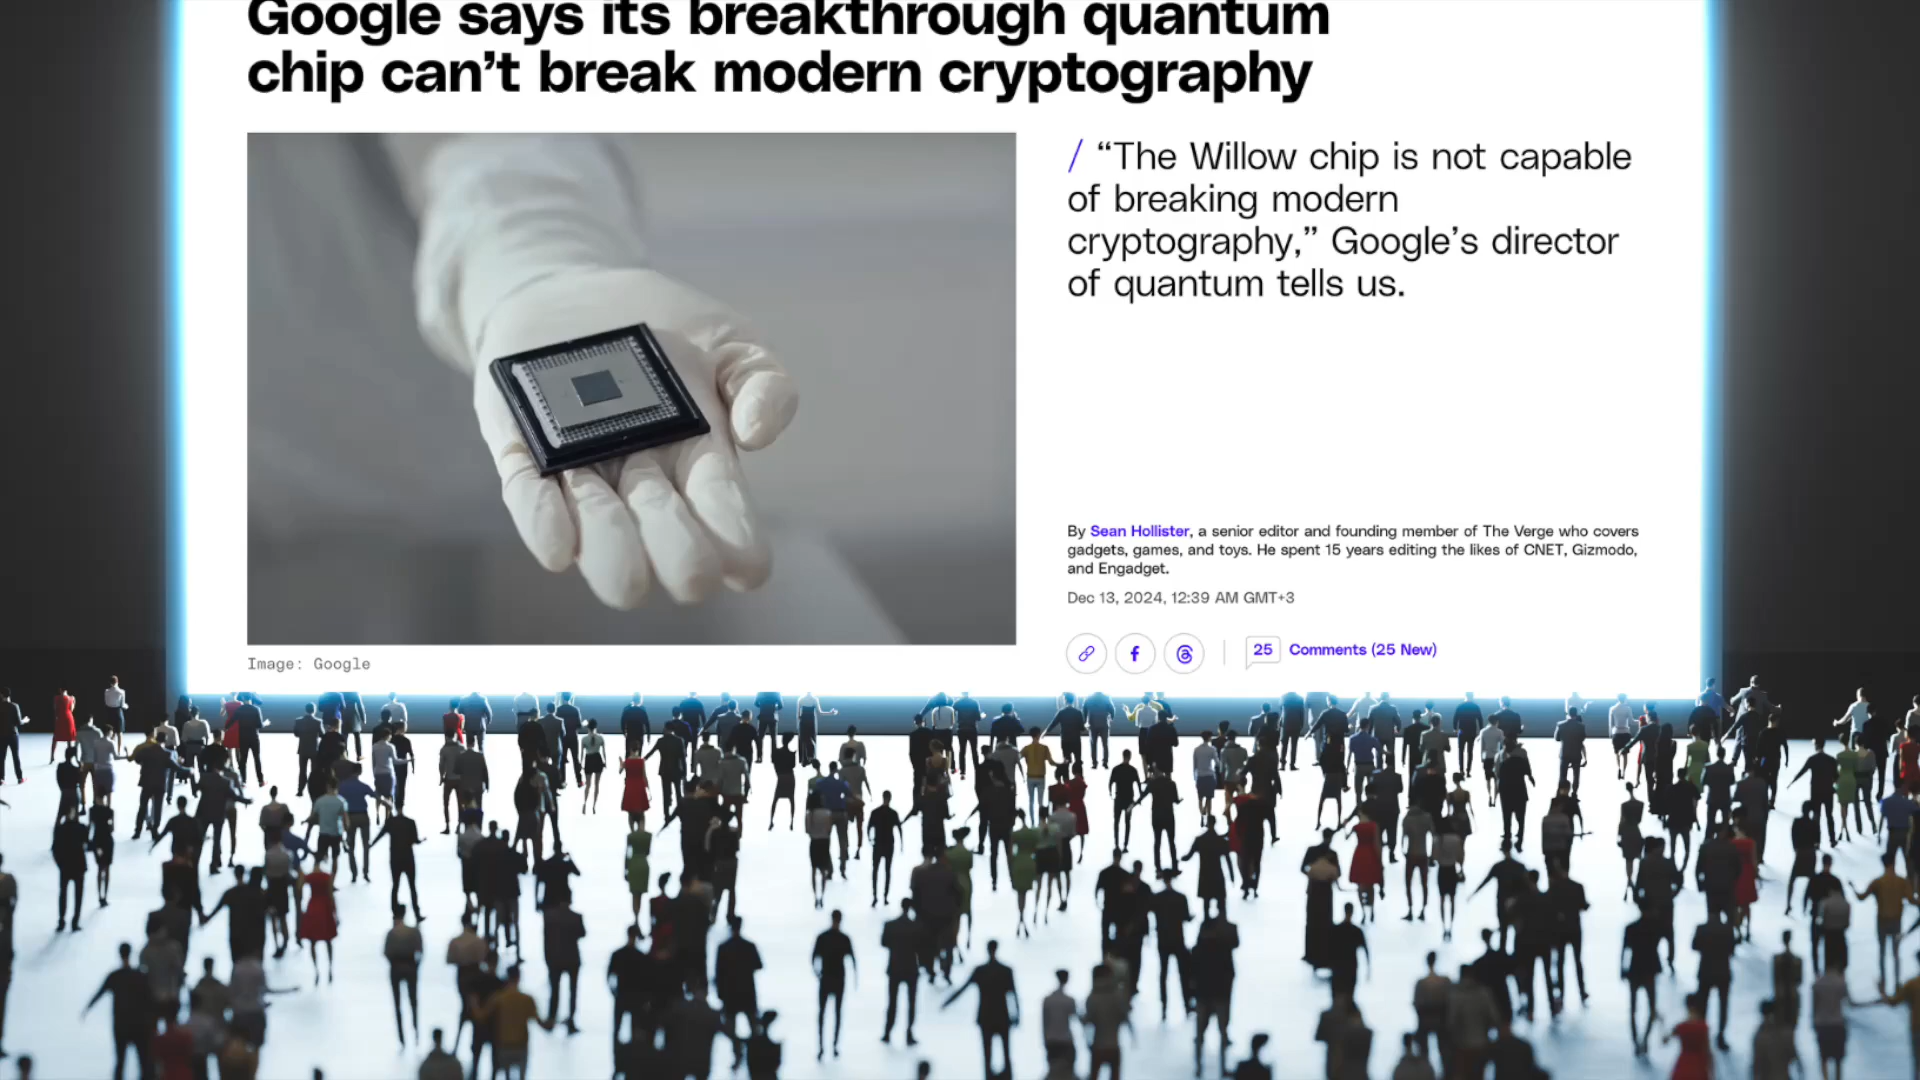 Google says its breakthrough quantum
chip can’t break modern cryptography
/ “The Willow chip is not capable
of breaking modern
cryptography,” Google’s director
of quantum tells us.
By Sean Hollister, a senior editor and founding member of The Verge who covers
gadgets, games, and toys. He spent 15 years editing the likes of CNET, Gizmodo,
and Engadget.
Dec 13, 2024, 12:39 AM GMT+3
25 Comments (25 New)
Image: Google